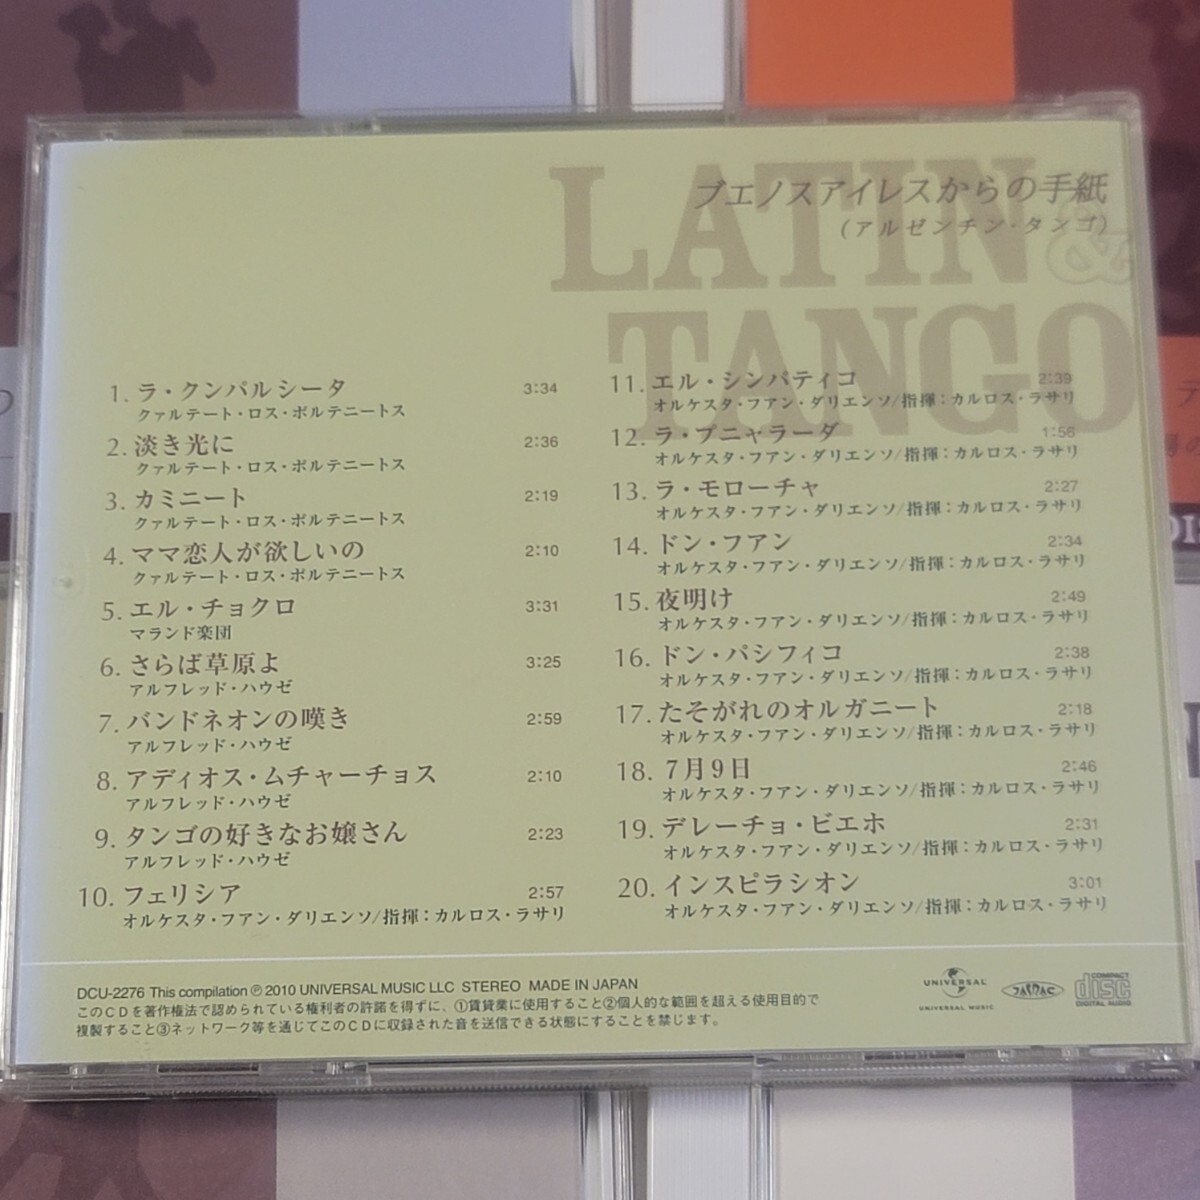 LATIN &
TANGO
ブエノスアイレスからの手紙
(アルゼンチン・タンゴ)
1. ラ・クンパルシータ 3:34
クァルテート・ロス・ポルテニートス
2. 淡き光に 2:36
クァルテート・ロス・ポルテニートス
3. カミニート 2:19
クァルテート・ロス・ポルテニートス
4. ママ恋人が欲しいの 2:10
クァルテート・ロス・ポルテニートス
5. エル・チョクロ 3:31
マランド楽団
6. さらば草原よ 3:25
アルフレッド・ハウゼ
7. バンドネオンの嘆き 2:59
アルフレッド・ハウゼ
8. アディオス・ムチャーチョス 2:10
アルフレッド・ハウゼ
9. タンゴの好きなお嬢さん 2:23
アルフレッド・ハウゼ
10. フェリシア 2:57
オルケスタ・フアン・ダリエンソ/指揮：カルロス・ラサリ
11. エル・シンパティコ 2:39
オルケスタ・フアン・ダリエンソ/指揮：カルロス・ラサリ
12. ラ・プニャラーダ 1:56
オルケスタ・フアン・ダリエンソ/指揮：カルロス・ラサリ
13. ラ・モローチャ 2:27
オルケスタ・フアン・ダリエンソ/指揮：カルロス・ラサリ
14. ドン・フアン 2:34
オルケスタ・フアン・ダリエンソ/指揮：カルロス・ラサリ
15. 夜明け 2:49
オルケスタ・フアン・ダリエンソ/指揮：カルロス・ラサリ
16. ドン・パシフィコ 2:38
オルケスタ・フアン・ダリエンソ/指揮：カルロス・ラサリ
17. たそがれのオルガニート 2:18
オルケスタ・フアン・ダリエンソ/指揮：カルロス・ラサリ
18. 7月9日 2:46
オルケスタ・フアン・ダリエンソ/指揮：カルロス・ラサリ
19. デレーチョ・ビエホ 2:31
オルケスタ・フアン・ダリエンソ/指揮：カルロス・ラサリ
20. インスピラシオン 3:01
オルケスタ・フアン・ダリエンソ/指揮：カルロス・ラサリ
DCU-2276 This compilation ℗ 2010 UNIVERSAL MUSIC LLC STEREO MADE IN JAPAN
このCDを著作権法で認められている権利者の許諾を得ずに、①賃貸業に使用すること②個人的な範囲を超える使用目的で
複製すること③ネットワーク等を通じてこのCDに収録された音を送信できる状態にすることを禁じます。
UNIVERSAL
UNIVERSAL MUSIC
JASRAC
COMPACT
disc
DIGITAL AUDIO